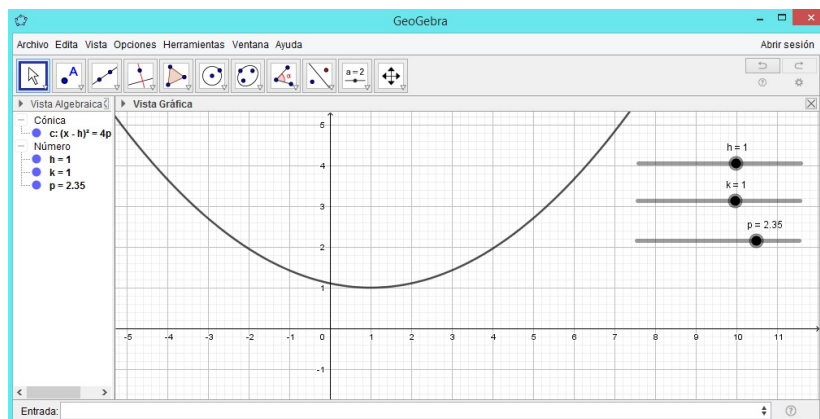 GeoGebra
Archivo Edita Vista Opciones Herramientas Ventana Ayuda
Abrir sesión
A
a=2
Vista Algebraica
Vista Gráfica
Cónica
c: (x - h)² = 4p
Número
h = 1
k = 1
p = 2.35
h = 1
k = 1
p = 2.35
5
4
3
2
1
-1
-5 -4 -3 -2 -1 0 1 2 3 4 5 6 7 8 9 10 11
Entrada: